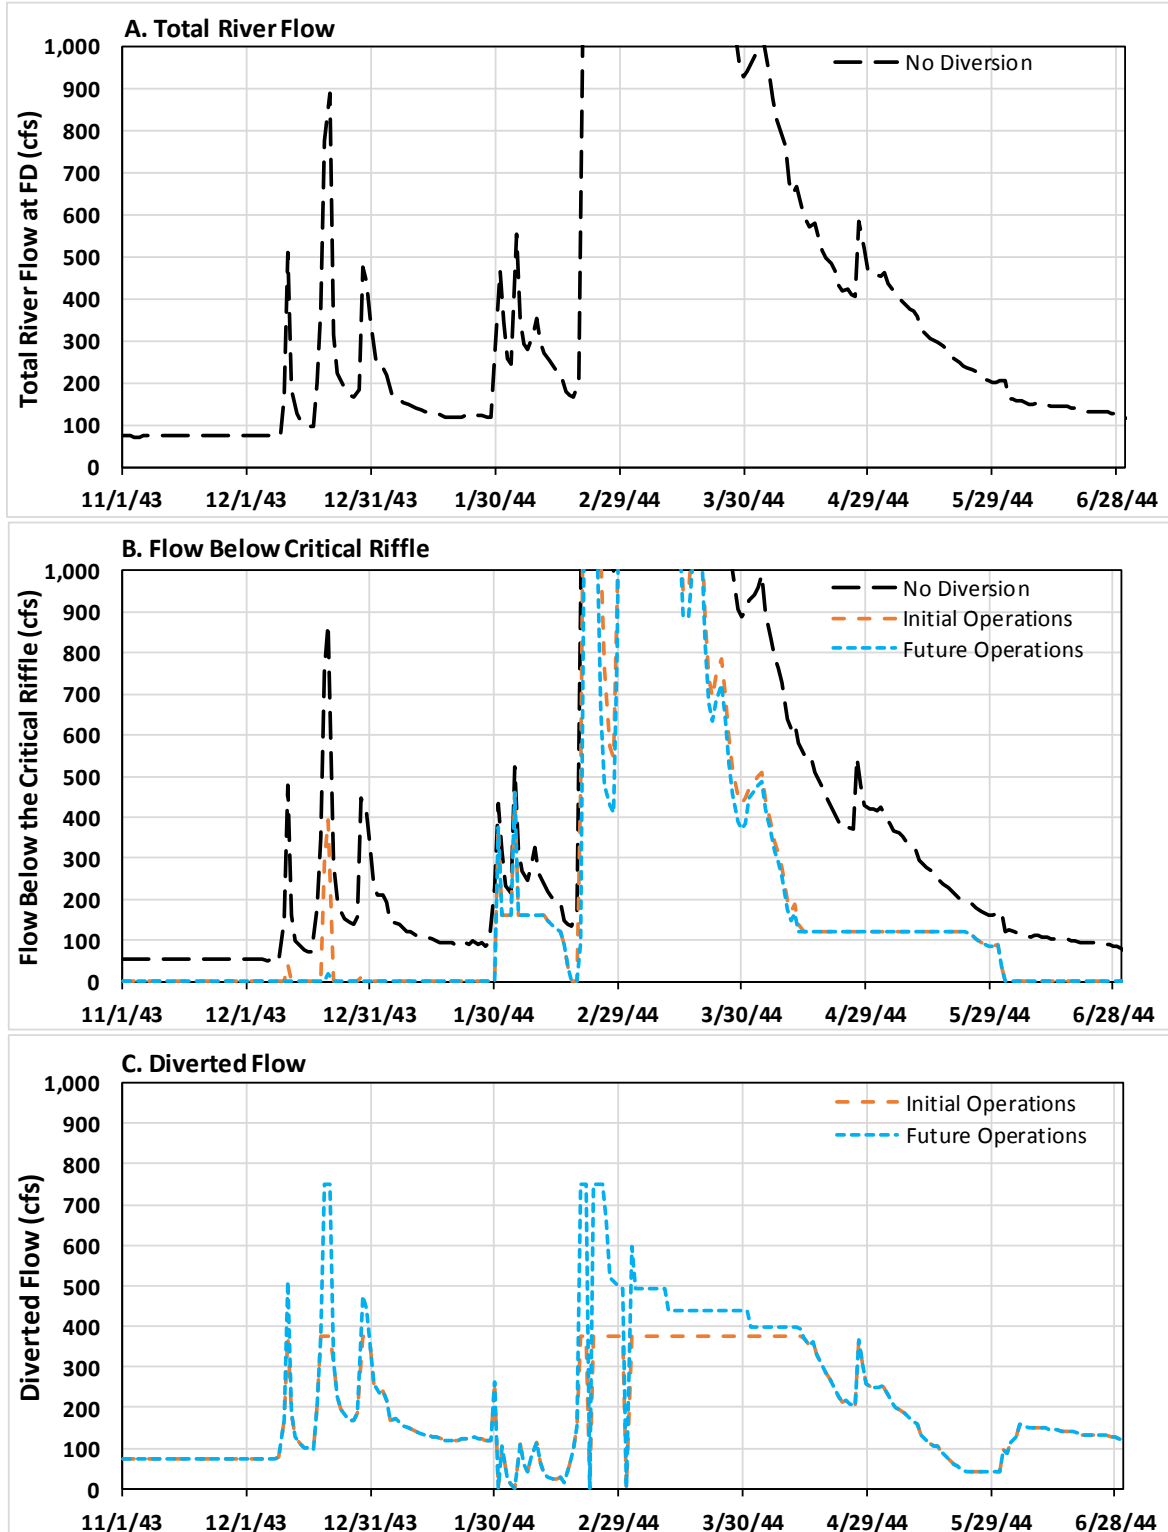 A. Total River Flow
Total River Flow at FD (cfs)
1,000
900
800
700
600
500
400
300
200
100
0
No Diversion
11/1/43 12/1/43 12/31/43 1/30/44 2/29/44 3/30/44 4/29/44 5/29/44 6/28/44
B. Flow Below Critical Riffle
Flow Below the Critical Riffle (cfs)
1,000
900
800
700
600
500
400
300
200
100
0
No Diversion
Initial Operations
Future Operations
11/1/43 12/1/43 12/31/43 1/30/44 2/29/44 3/30/44 4/29/44 5/29/44 6/28/44
C. Diverted Flow
Diverted Flow (cfs)
1,000
900
800
700
600
500
400
300
200
100
0
Initial Operations
Future Operations
11/1/43 12/1/43 12/31/43 1/30/44 2/29/44 3/30/44 4/29/44 5/29/44 6/28/44